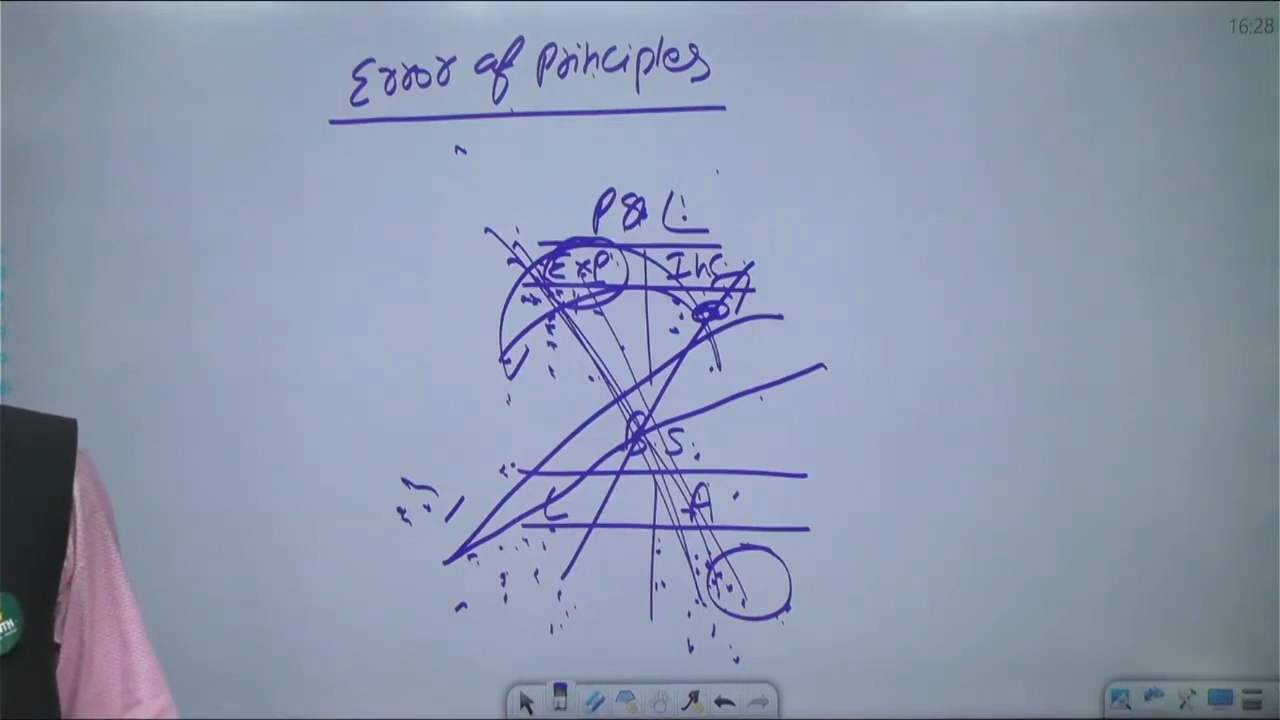 16:28
Error of Principles
P & L
Exp Inc
B.S.
L A